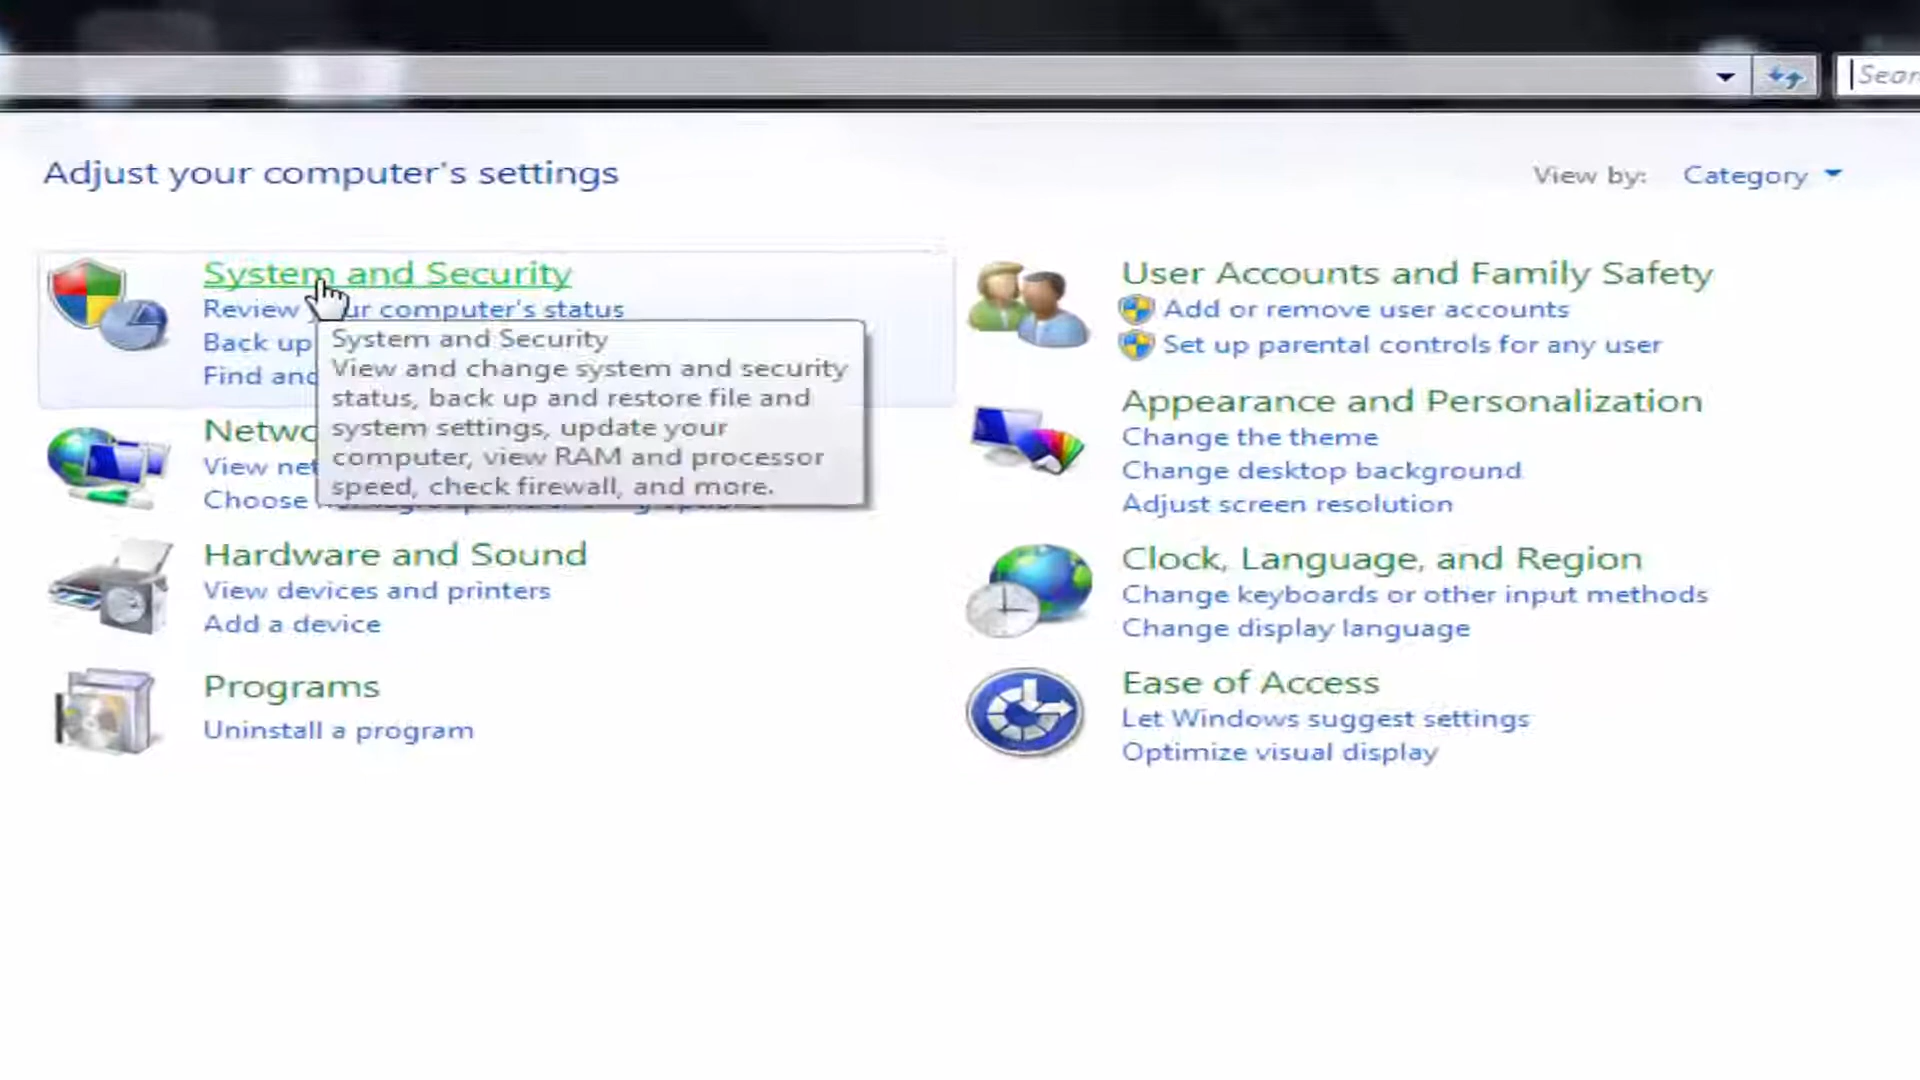 Sear
Adjust your computer's settings
View by: Category
System and Security
Review your computer's status
Back up
Find and
System and Security
View and change system and security
status, back up and restore file and
system settings, update your
computer, view RAM and processor
speed, check firewall, and more.
Netwo
View net
Choose
Hardware and Sound
View devices and printers
Add a device
Programs
Uninstall a program
User Accounts and Family Safety
Add or remove user accounts
Set up parental controls for any user
Appearance and Personalization
Change the theme
Change desktop background
Adjust screen resolution
Clock, Language, and Region
Change keyboards or other input methods
Change display language
Ease of Access
Let Windows suggest settings
Optimize visual display